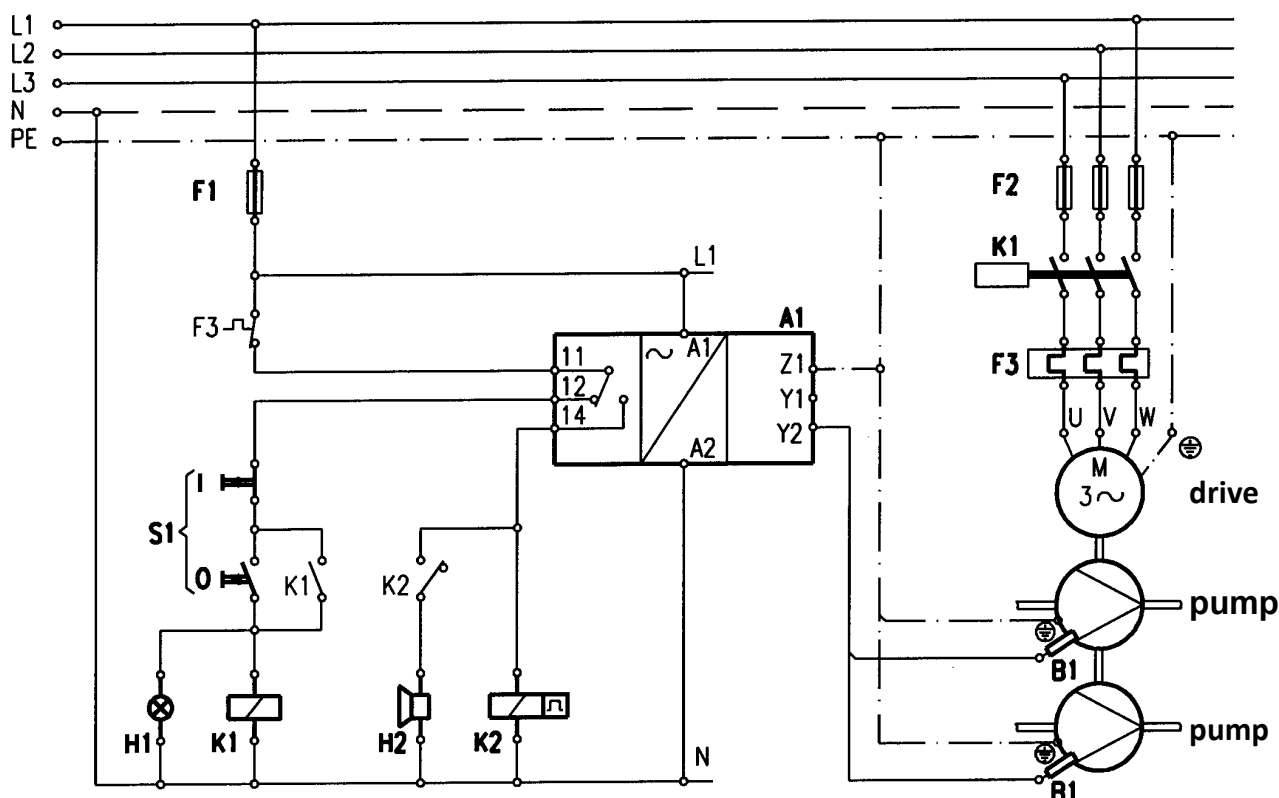 L1
L2
L3
N
PE
F1
F2
K1
L1
F3
A1
F3
11
A1
Z1
12
Y1
14
Y2
U V W
A2
M
3
drive
I
S1
O
K1
K2
pump
B1
H1
K1
H2
K2
N
pump
B1